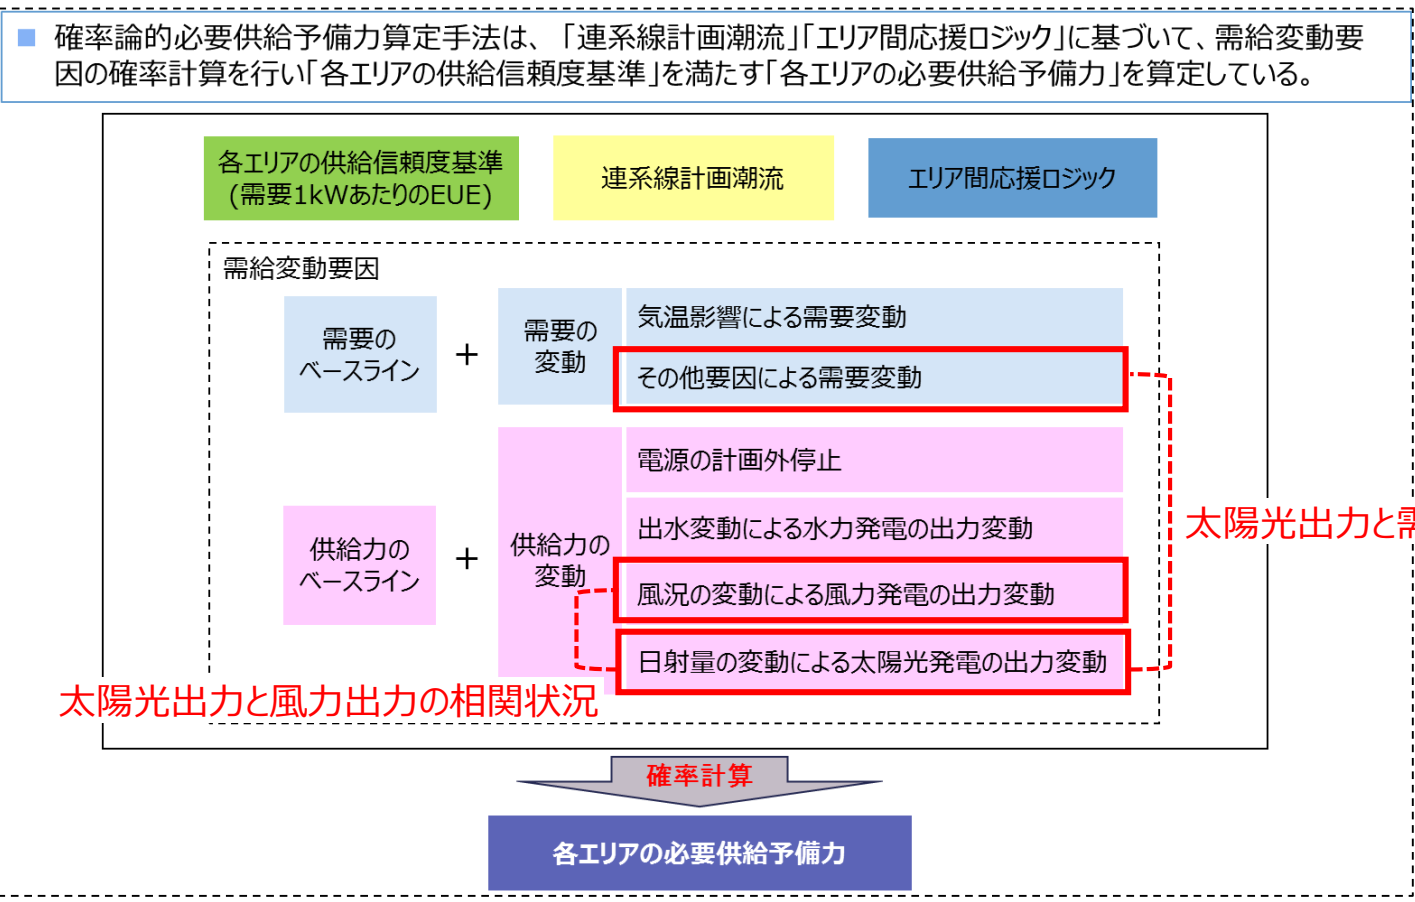 確率論的必要供給予備力算定手法は、「連系線計画潮流」「エリア間応援ロジック」に基づいて、需給変動要
因の確率計算を行い「各エリアの供給信頼度基準」を満たす「各エリアの必要供給予備力」を算定している。
各エリアの供給信頼度基準
(需要1kWあたりのEUE)
連系線計画潮流
エリア間応援ロジック
需給変動要因
需要の
ベースライン
+
需要の
変動
気温影響による需要変動
その他要因による需要変動
供給力の
ベースライン
+
供給力の
変動
電源の計画外停止
出水変動による水力発電の出力変動
風況の変動による風力発電の出力変動
日射量の変動による太陽光発電の出力変動
太陽光出力と需
太陽光出力と風力出力の相関状況
確率計算
各エリアの必要供給予備力